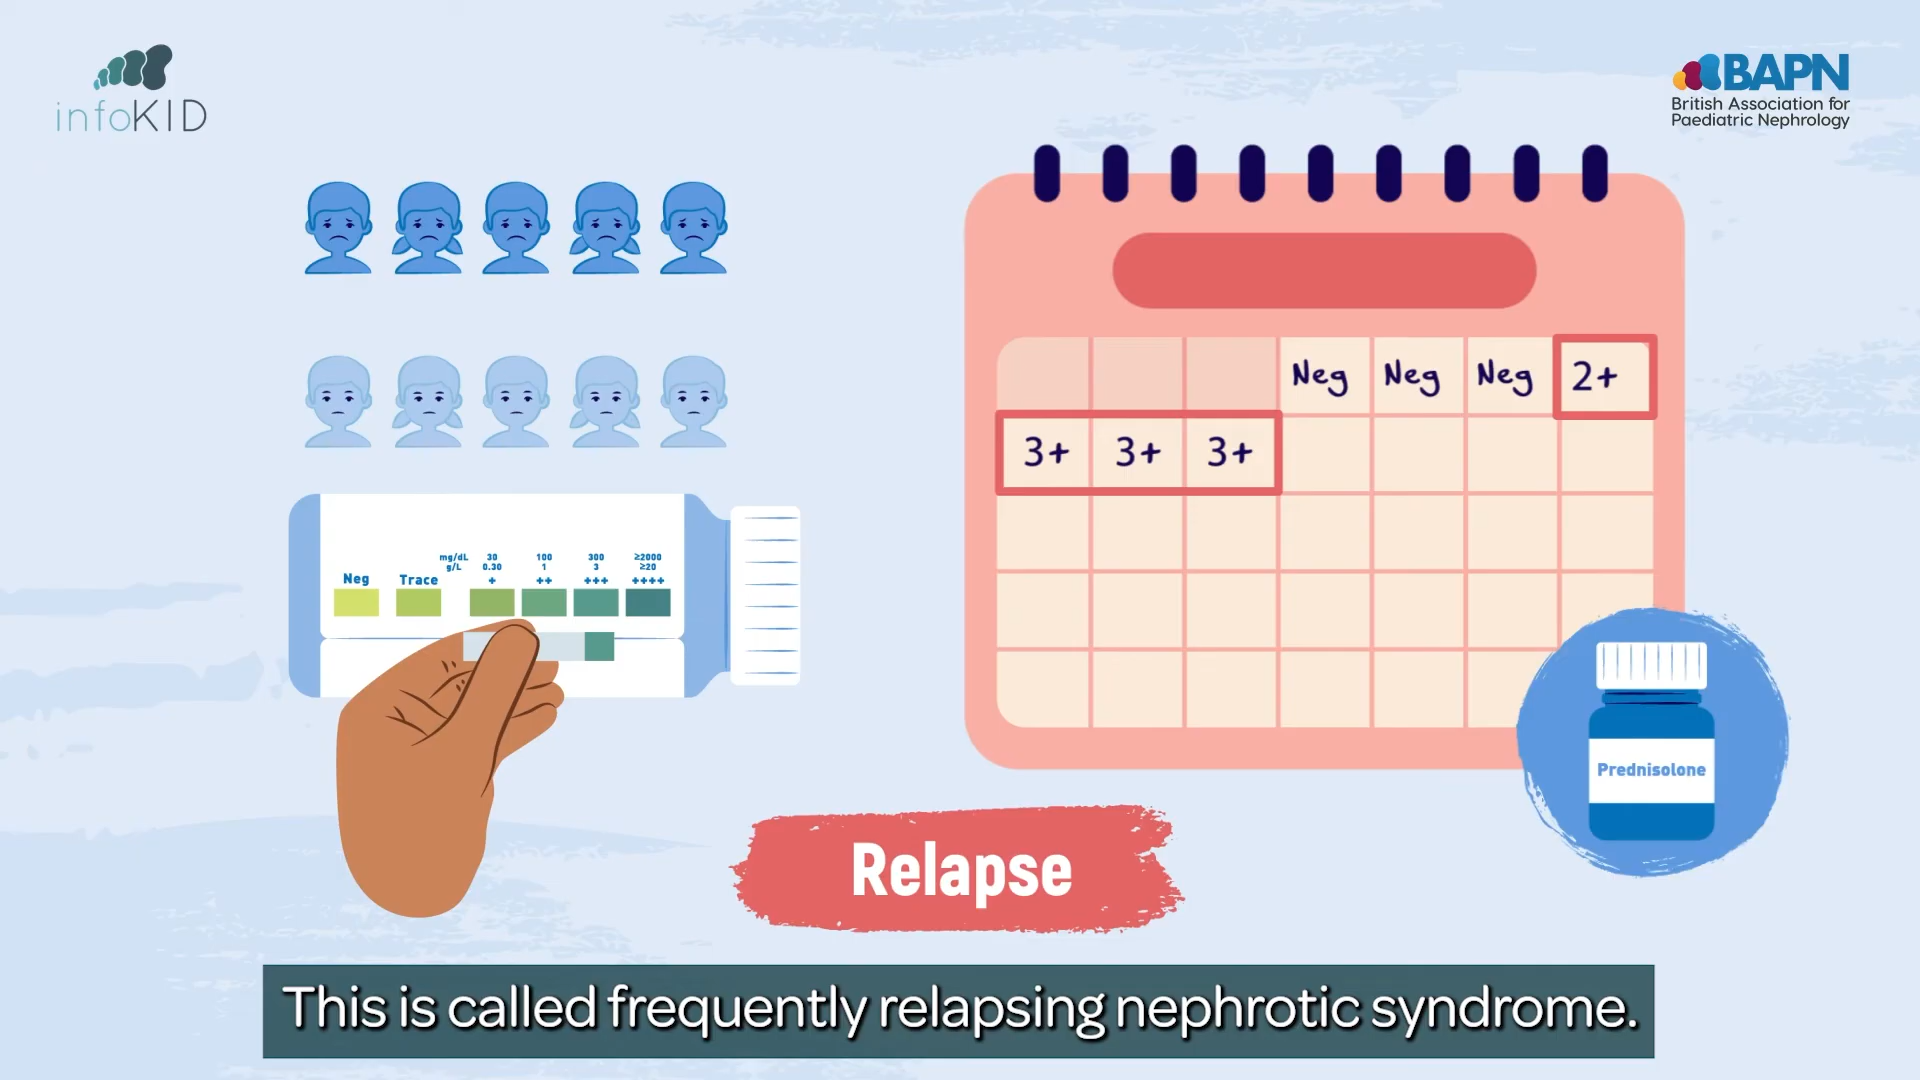 infoKID
BAPN
British Association for
Paediatric Nephrology
Neg Neg Neg 2+
3+ 3+ 3+
mg/dL 30 100 300 ≥2000
g/L 0.30 1 3 ≥20
Neg Trace + ++ +++ ++++
Prednisolone
Relapse
This is called frequently relapsing nephrotic syndrome.